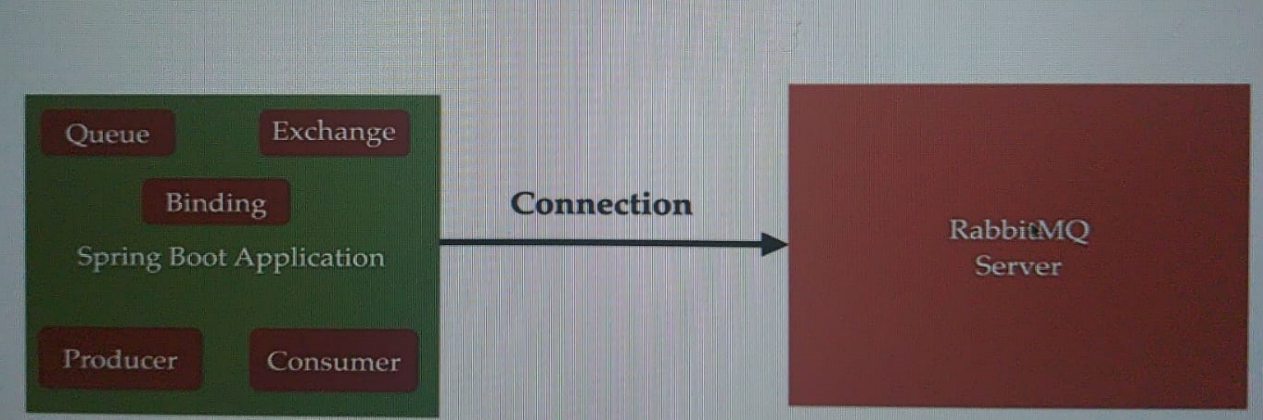 Queue
Exchange
Binding
Spring Boot Application
Producer
Consumer
Connection
RabbitMQ
Server